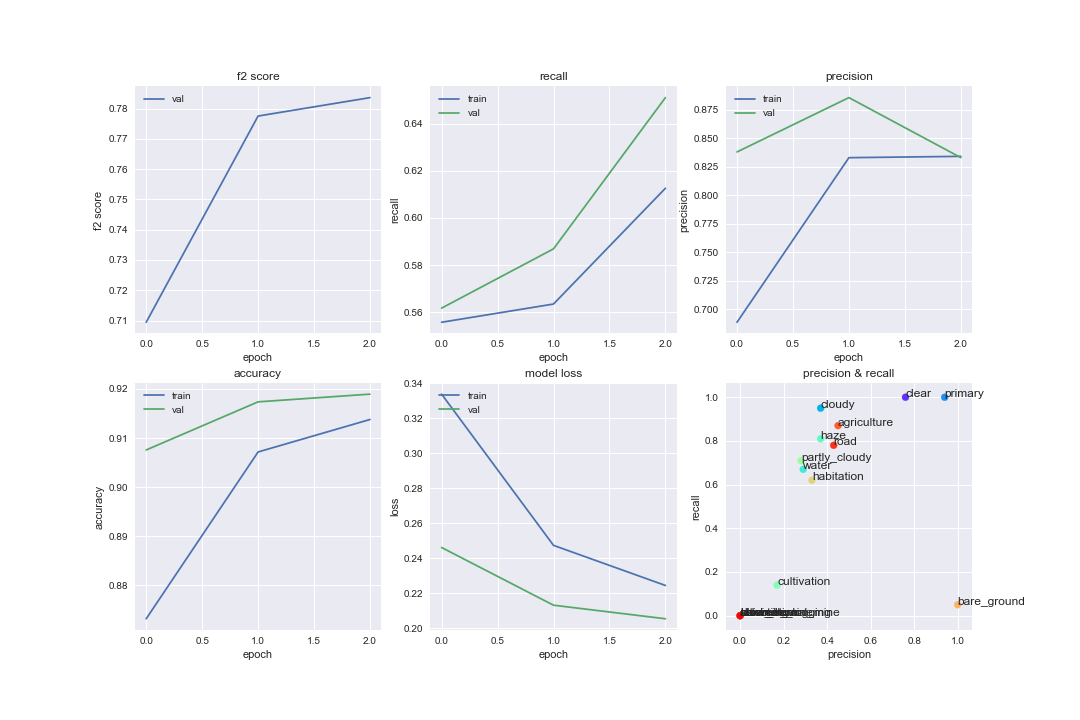 f2 score
val
0.78
0.77
0.76
0.75
0.74
0.73
0.72
0.71
f2 score
0.0 0.5 1.0 1.5 2.0
epoch
recall
train
val
0.64
0.62
0.60
0.58
0.56
recall
0.0 0.5 1.0 1.5 2.0
epoch
precision
train
val
0.875
0.850
0.825
0.800
0.775
0.750
0.725
0.700
precision
0.0 0.5 1.0 1.5 2.0
epoch
accuracy
train
val
0.92
0.91
0.90
0.89
0.88
accuracy
0.0 0.5 1.0 1.5 2.0
epoch
model loss
train
val
0.34
0.32
0.30
0.28
0.26
0.24
0.22
0.20
loss
0.0 0.5 1.0 1.5 2.0
epoch
precision & recall
1.0
0.8
0.6
0.4
0.2
0.0
recall
clear
primary
cloudy
agriculture
haze
road
partly_cloudy
water
habitation
cultivation
bare_ground
0.0 0.2 0.4 0.6 0.8 1.0
precision